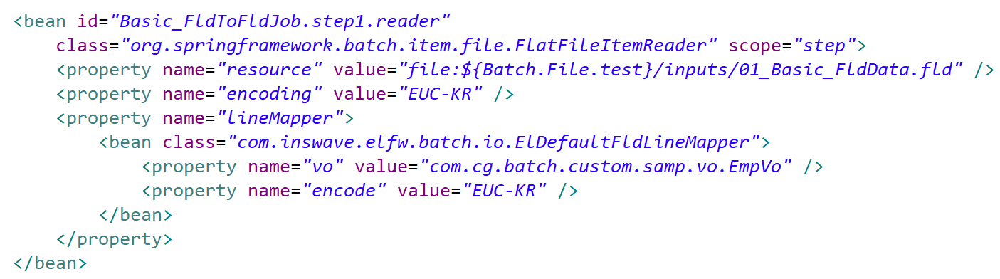 <bean id="Basic_FldToFldJob.step1.reader"
    class="org.springframework.batch.item.file.FlatFileItemReader" scope="step">
    <property name="resource" value="file:${Batch.File.test}/inputs/01_Basic_FldData.fld" />
    <property name="encoding" value="EUC-KR" />
    <property name="lineMapper">
        <bean class="com.inswave.elfw.batch.io.ElDefaultFldLineMapper">
            <property name="vo" value="com.cg.batch.custom.samp.vo.EmpVo" />
            <property name="encode" value="EUC-KR" />
        </bean>
    </property>
</bean>